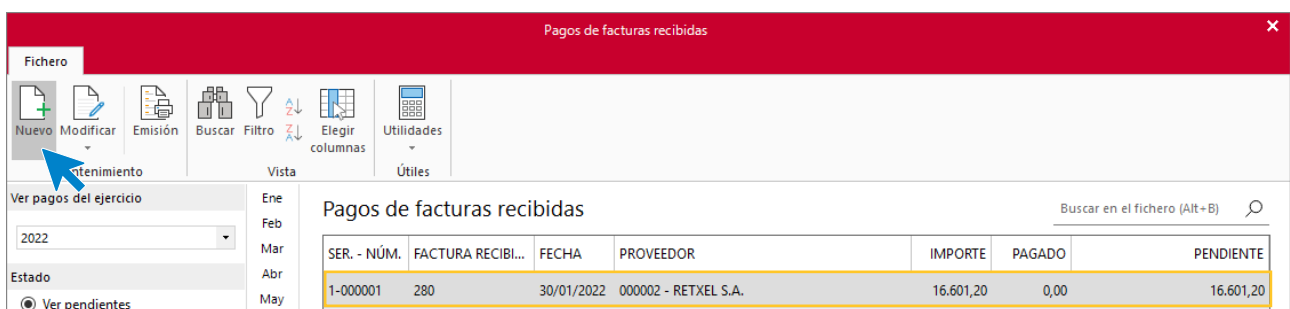 Pagos de facturas recibidas
Fichero
Nuevo Modificar Emisión Buscar Filtro Elegir columnas Utilidades
ntenimiento Vista Útiles
Ver pagos del ejercicio
2022
Estado
Ver pendientes
Ene
Feb
Mar
Abr
May
Pagos de facturas recibidas
Buscar en el fichero (Alt+B)
SER. - NÚM. FACTURA RECIBI... FECHA PROVEEDOR IMPORTE PAGADO PENDIENTE
1-000001 280 30/01/2022 000002 - RETXEL S.A. 16.601,20 0,00 16.601,20